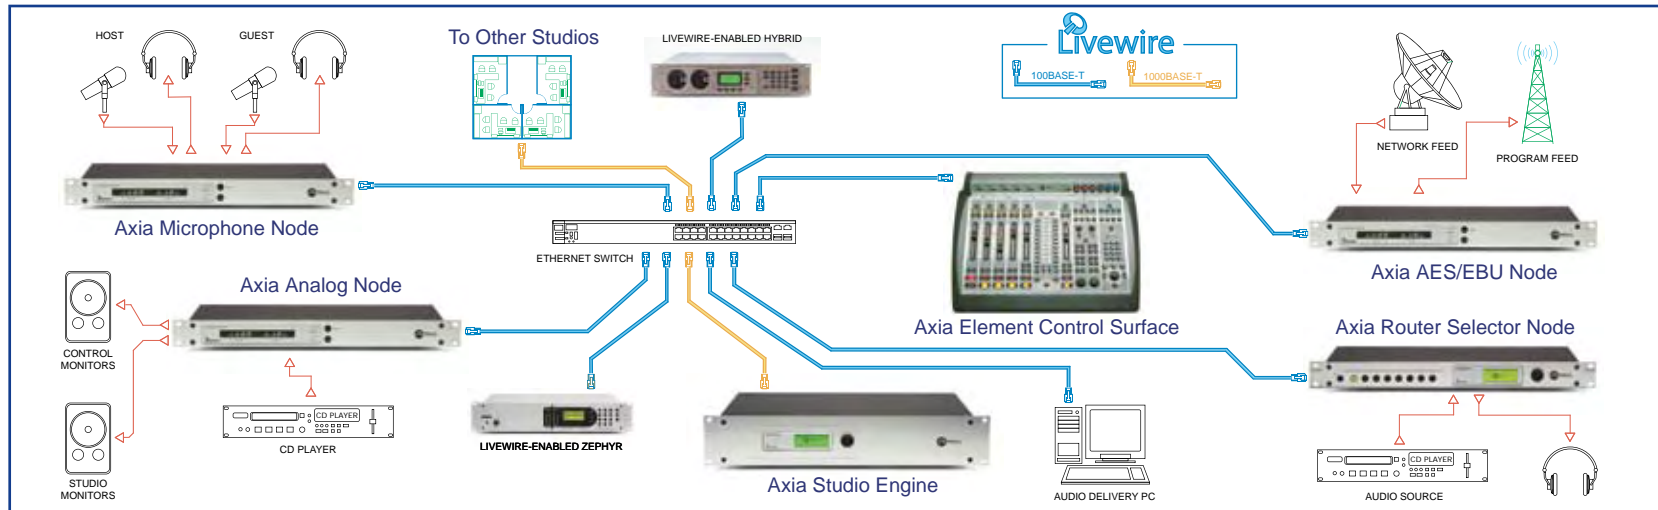 HOST
GUEST
To Other Studios
LIVEWIRE-ENABLED HYBRID
Livewire
100BASE-T
1000BASE-T
NETWORK FEED
PROGRAM FEED
Axia Microphone Node
ETHERNET SWITCH
Axia AES/EBU Node
Axia Analog Node
Axia Element Control Surface
Axia Router Selector Node
CONTROL
MONITORS
CD PLAYER
CD PLAYER
LIVEWIRE-ENABLED ZEPHYR
STUDIO
MONITORS
Axia Studio Engine
AUDIO DELIVERY PC
CD PLAYER
AUDIO SOURCE